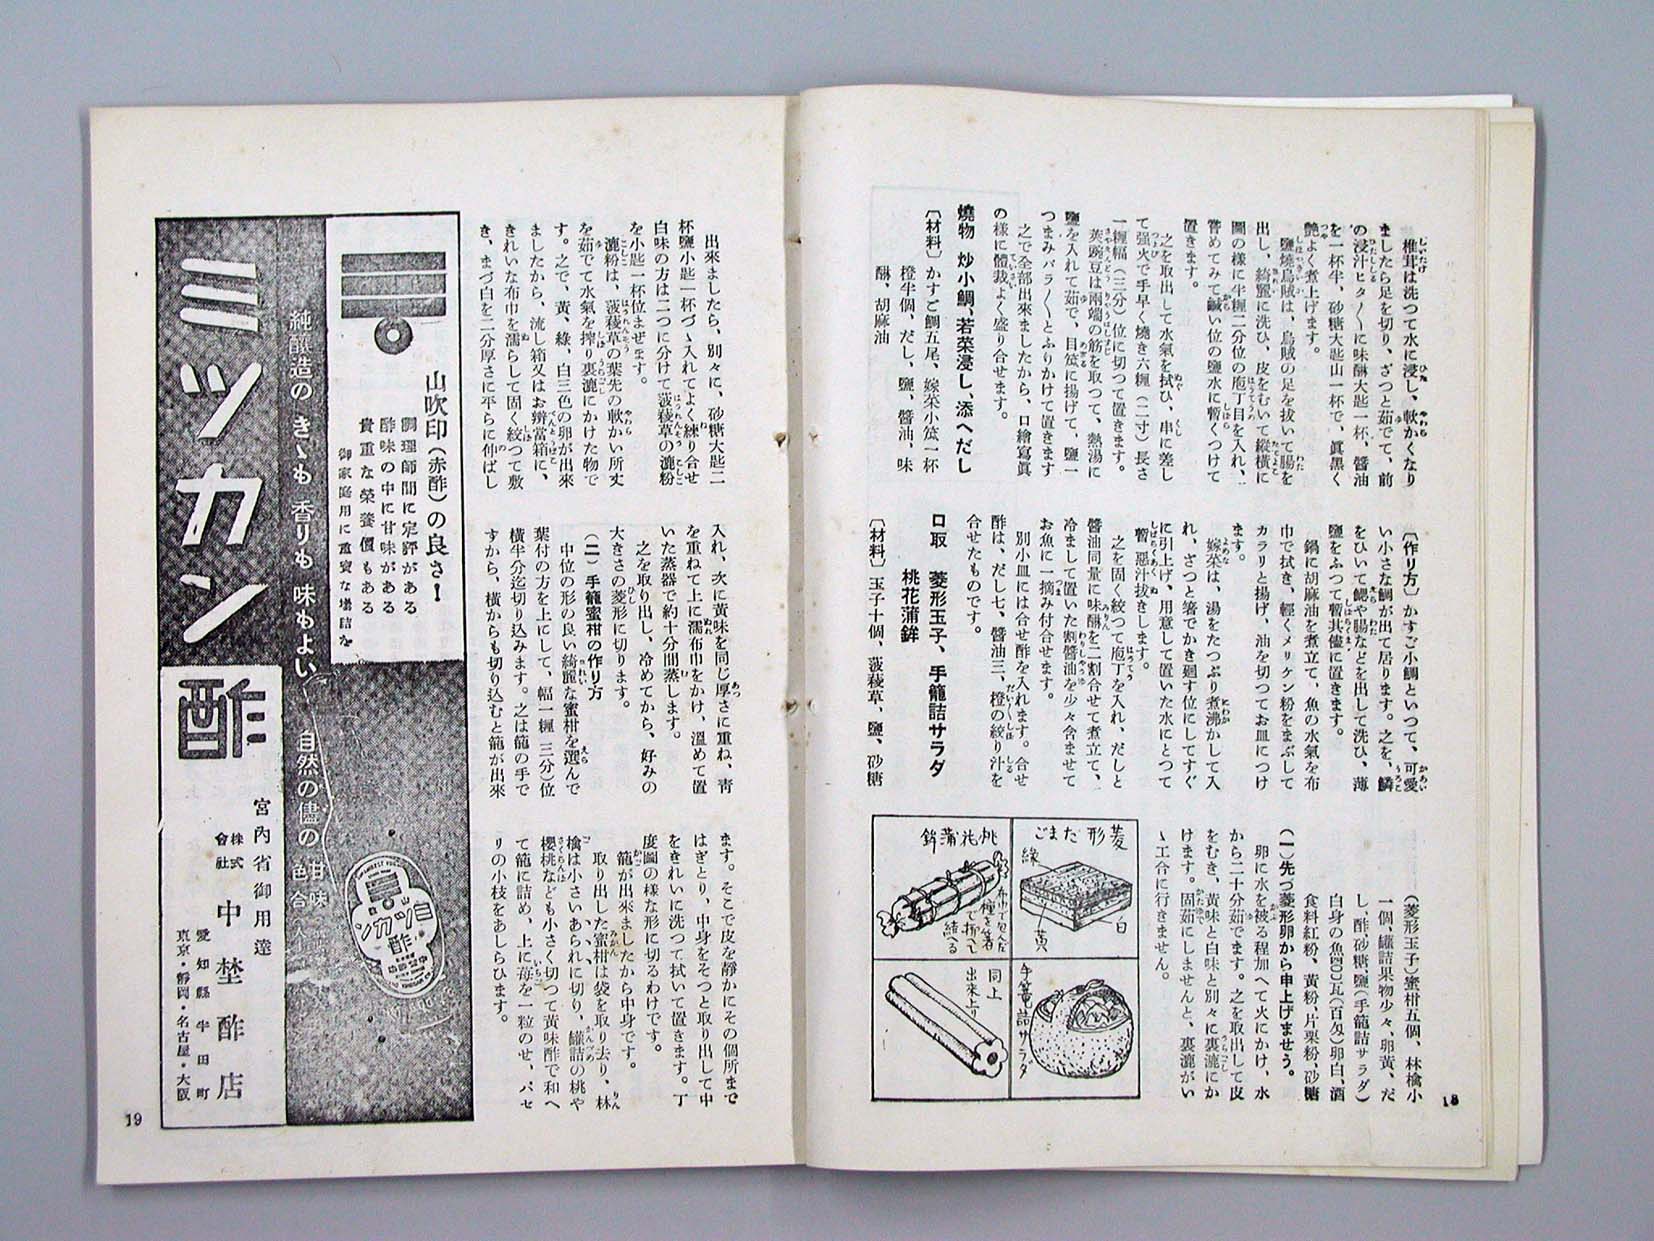 椎茸は洗つて水に浸し、軟かくなり
ましたら足を切り、ざつと茹でて、前
の浸汁ヒタ〳〵に味醂大匙一杯、醤油
を一杯半、砂糖大匙山一杯で、眞黒く
艶よく煮上げます。
鹽燒烏賊は、烏賊の足を拔いて腸を
出し、綺麗に洗ひ、皮をむいて縱橫に
圖の樣に半糎二分位の庖丁目を入れ、
嘗めてみて鹹い位の鹽水に暫くつけて
置きます。
之を取出して水氣を拭ひ、串に差し
て强火で手早く燒き六糎（二寸）長さ
一糎幅（三分）位に切つて置きます。
莢豌豆は兩端の筋を取つて、熱湯に
鹽を入れて茹で、目笊に揚げて、鹽一
つまみパラ〳〵とふりかけて置きます
之で全部出來ましたから、口繪寫眞
の樣に體裁よく盛り合せます。
燒物 炒小鯛、若菜浸し、添へだし
〔材料〕かすご鯛五尾、嫁菜小笊一杯
橙半個、だし、鹽、醤油、味
醂、胡麻油
〔作り方〕かすご小鯛といつて、可愛
い小さな鯛が出て居ります。之を、鱗
をひいて鰓や腸などを出して洗ひ、薄
鹽をふつて暫其儘に置きます。
鍋に胡麻油を煮立て、魚の水氣を布
巾で拭き、輕くメリケン粉をまぶして
カラリと揚げ、油を切つてお皿につけ
ます。
嫁菜は、湯をたつぷり煮沸かして入
れ、ざつと箸でかき廻す位にしてすぐ
に引上げ、用意して置いた水にとつて
暫惡汁拔きします。
之を固く絞つて庖丁を入れ、だしと
醤油同量に味醂を二割合せて煮立て、
冷まして置いた割醤油を少々含ませて
お魚に一摘み付合せます。
別小皿には合せ酢を入れます。合せ
酢は、だし七、醤油三、橙の絞り汁を
合せたものです。
口取 菱形玉子、手籠詰サラダ
桃花蒲鉾
〔材料〕玉子十個、菠薐草、鹽、砂糖
（菱形玉子）蜜柑五個、林檎小
一個、罐詰果物少々、卵黄、だ
し、酢、砂糖、鹽（手籠詰サラダ）
白身の魚四〇〇瓦（百匁）卵白、酒
食料紅粉、黄粉、片栗粉、砂糖
(一)先づ菱形卵から申上げませう。
卵に水を被る程加へて火にかけ、水
から二十分茹でます。之を取出して皮
をむき、黄味と白味と別々に裏漉にか
けます。固茹にしませんと、裏漉がい
ゝ工合に行きません。
菱形たまご
綠
白
黄
桃花蒲鉾
同上
出來上り
手籠詰サラダ
18
出來ましたら、別々に、砂糖大匙二
杯鹽小匙一杯づゝ入れてよく練り合せ
白味の方は二つに分けて菠薐草の漉粉
を小匙一杯位まぜます。
漉粉は、菠薐草の葉先の軟かい所丈
を茹でて水氣を搾り裏漉にかけた物で
す。之で、黄、綠、白三色の卵が出來
ましたから、流し箱又はお辨當箱に、
きれいな布巾を濡らして固く絞つて敷
き、まづ白を二分厚さに平らに伸ばし
入れ、次に黄味を同じ厚さに重ね、靑
を重ねて上に濡布巾をかけ、溫めて置
いた蒸器で約十分間蒸します。
之を取り出し、冷めてから、好みの
大きさの菱形に切ります。
(二)手籠蜜柑の作り方
中位の形の良い綺麗な蜜柑を選んで
葉付の方を上にして、幅一糎（三分）位
橫半分迄切り込みます。之は籠の手で
すから、橫からも切り込むと籠が出來
ます。そこで皮を靜かにその個所まで
はぎとり、中身をそつと取り出して中
をきれいに洗つて拭いて置きます。丁
度圖の樣な形に切るわけです。
籠が出來ましたから中身です。
取り出した蜜柑は袋を取り去り、林
檎は小さいあられに切り、罐詰の桃や
櫻桃なども小さく切つて黄味酢で和へ
て籠に詰め、上に苺を一粒のせ、パセ
リの小枝をあしらひます。
山吹印（赤酢）の良さ！
調理師間に定評がある
酢味の中に甘味がある
貴重な榮養價もある
御家庭用に重寶な壜詰を
純釀造の きゝも 香りも 味もよい 自然の儘の 甘味 色合
ミツカン酢
ミツカン
酢
宮內省御用達
株式會社 中埜酢店
愛知縣半田町
東京・靜岡・名古屋・大阪
19